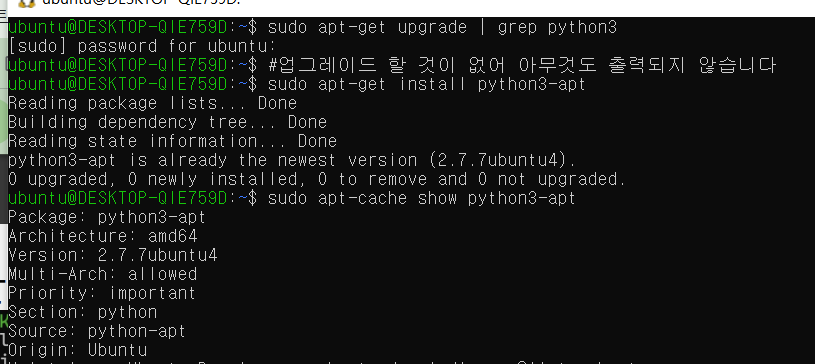 ubuntu@DESKTOP-QIE759D:~$ sudo apt-get upgrade | grep python3
[sudo] password for ubuntu:
ubuntu@DESKTOP-QIE759D:~$ #업그레이드 할 것이 없어 아무것도 출력되지 않습니다
ubuntu@DESKTOP-QIE759D:~$ sudo apt-get install python3-apt
Reading package lists... Done
Building dependency tree... Done
Reading state information... Done
python3-apt is already the newest version (2.7.7ubuntu4).
0 upgraded, 0 newly installed, 0 to remove and 0 not upgraded.
ubuntu@DESKTOP-QIE759D:~$ sudo apt-cache show python3-apt
Package: python3-apt
Architecture: amd64
Version: 2.7.7ubuntu4
Multi-Arch: allowed
Priority: important
Section: python
Source: python-apt
Origin: Ubuntu